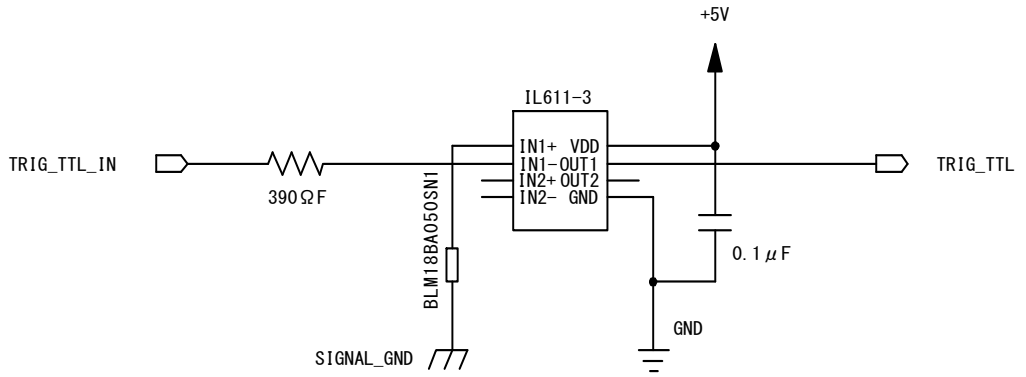 +5V
IL611-3
IN1+ VDD
TRIG_TTL_IN
IN1-OUT1
TRIG_TTL
IN2+OUT2
IN2- GND
390ΩF
BLM18BA050SN1
0.1μF
GND
SIGNAL_GND